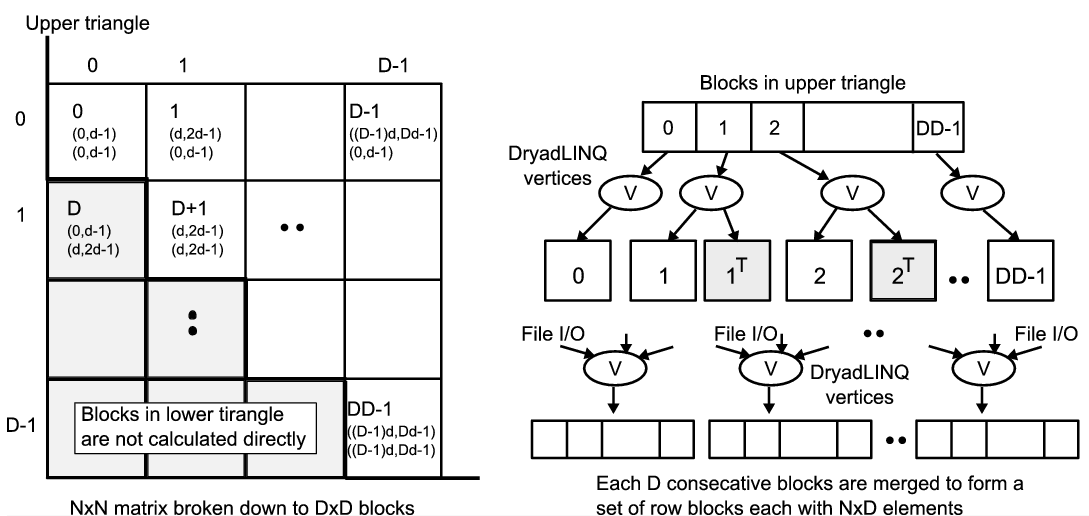 Upper triangle
0 1 D-1
0
0
(0,d-1)
(0,d-1)
1
(d,2d-1)
(0,d-1)
D-1
((D-1)d,Dd-1)
(0,d-1)
1
D
(0,d-1)
(d,2d-1)
D+1
(d,2d-1)
(d,2d-1)
D-1
Blocks in lower tirangle
are not calculated directly
DD-1
((D-1)d,Dd-1)
((D-1)d,Dd-1)
NxN matrix broken down to DxD blocks
Blocks in upper triangle
0 1 2 DD-1
DryadLINQ
vertices
V V V V
0 1 1T 2 2T DD-1
File I/O File I/O File I/O
V V V
DryadLINQ
vertices
Each D consecutive blocks are merged to form a
set of row blocks each with NxD elements